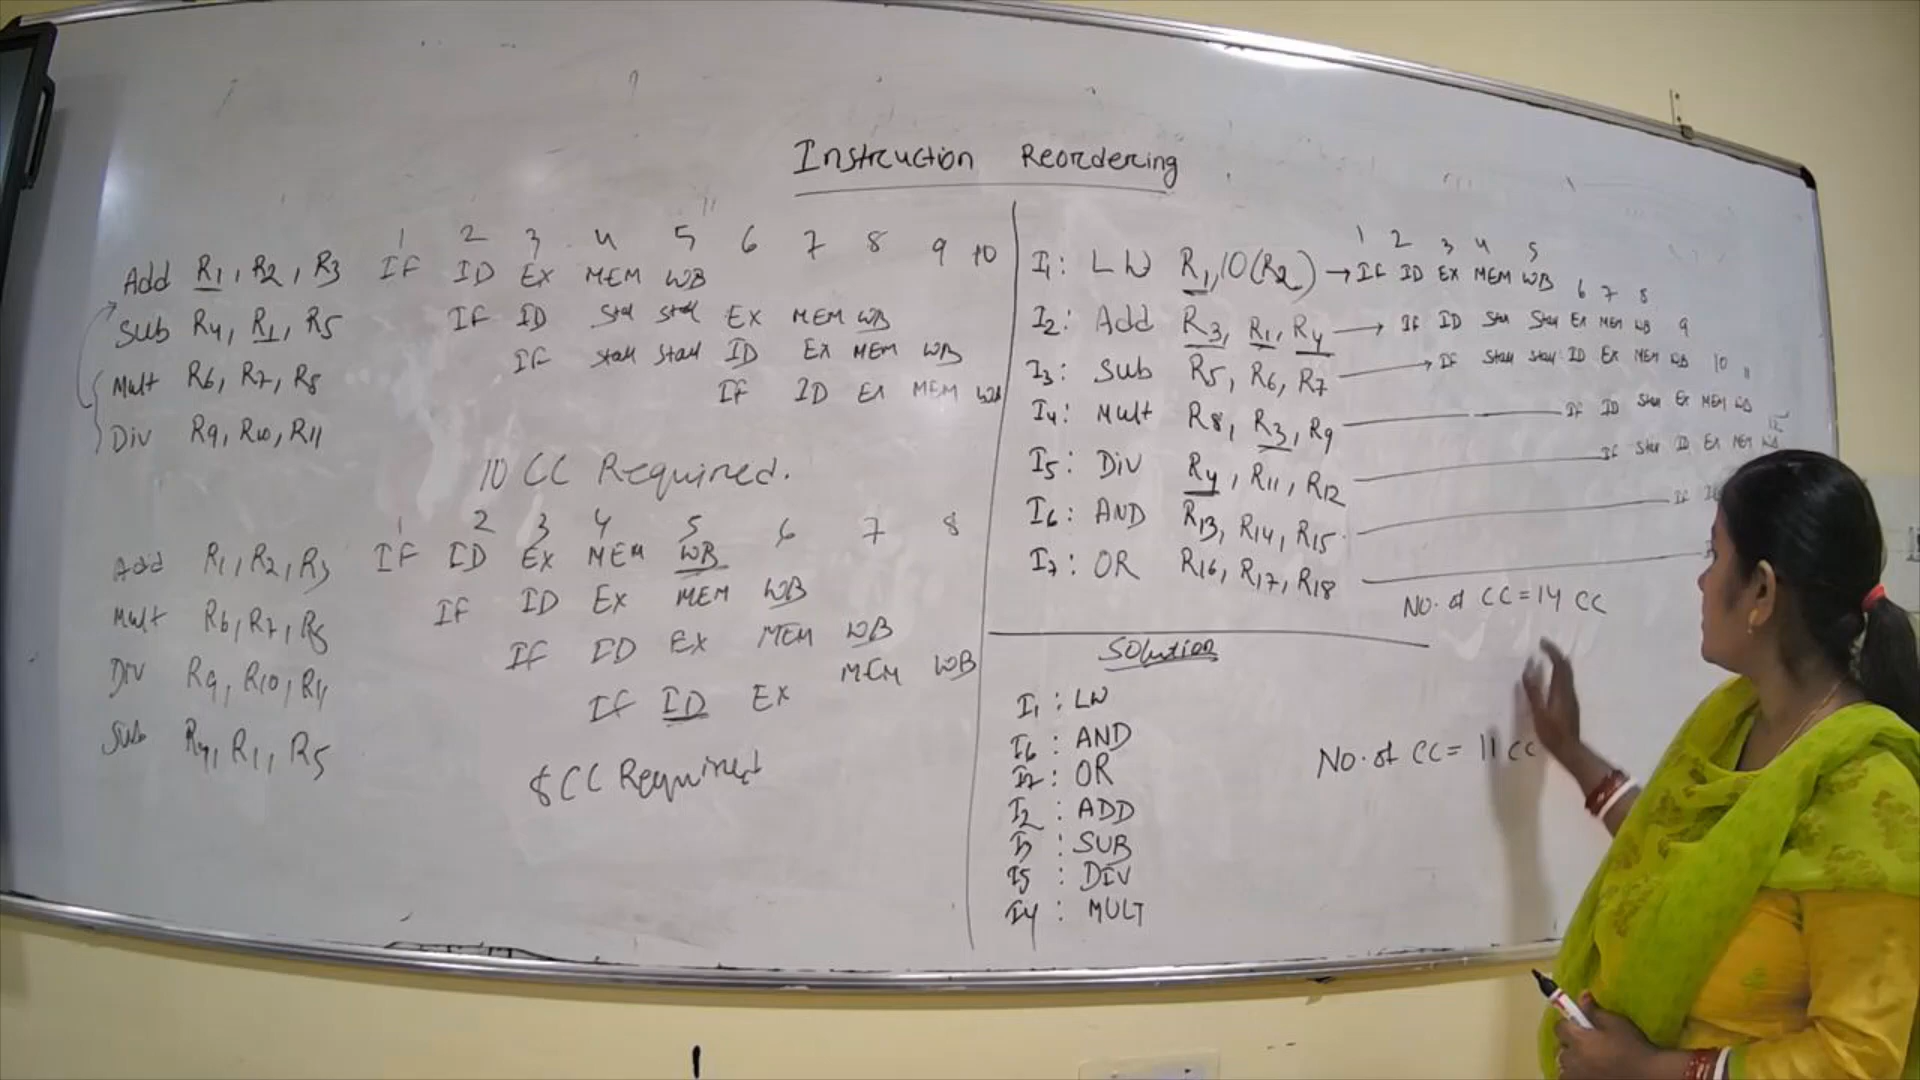 Instruction Reordering
1 2 3 4 5 6 7 8 9 10
Add R1, R2, R3 IF ID EX MEM WB
Sub R4, R1, R5 IF ID Stall Stall EX MEM WB
Mult R6, R7, R8 IF Stall Stall ID EX MEM WB
Div R9, R10, R11 IF ID EX MEM WB
10 CC Required.
1 2 3 4 5 6 7 8
Add R1, R2, R3 IF ID EX MEM WB
Mult R6, R7, R8 IF ID EX MEM WB
Div R9, R10, R11 IF ID EX MEM WB
Sub R4, R1, R5 IF ID EX MEM WB
8 CC Required
1 2 3 4 5
I1: LW R1, 10(R2) → IF ID EX MEM WB
6 7 8
I2: Add R3, R1, R4 → IF ID Stall Stall EX MEM WB 9
I3: Sub R5, R6, R7 → IF Stall Stall ID EX MEM WB 10 11
I4: Mult R8, R3, R9 IF ID Stall EX MEM WB
I5: Div R4, R11, R12 IF Stall ID EX MEM WB
I6: AND R13, R14, R15 IF
I7: OR R16, R17, R18
No. of CC = 14 CC
Solution
I1 : LW
I6 : AND
I7 : OR
I2 : ADD
I3 : SUB
I5 : DIV
I4 : MULT
No. of CC = 11 CC